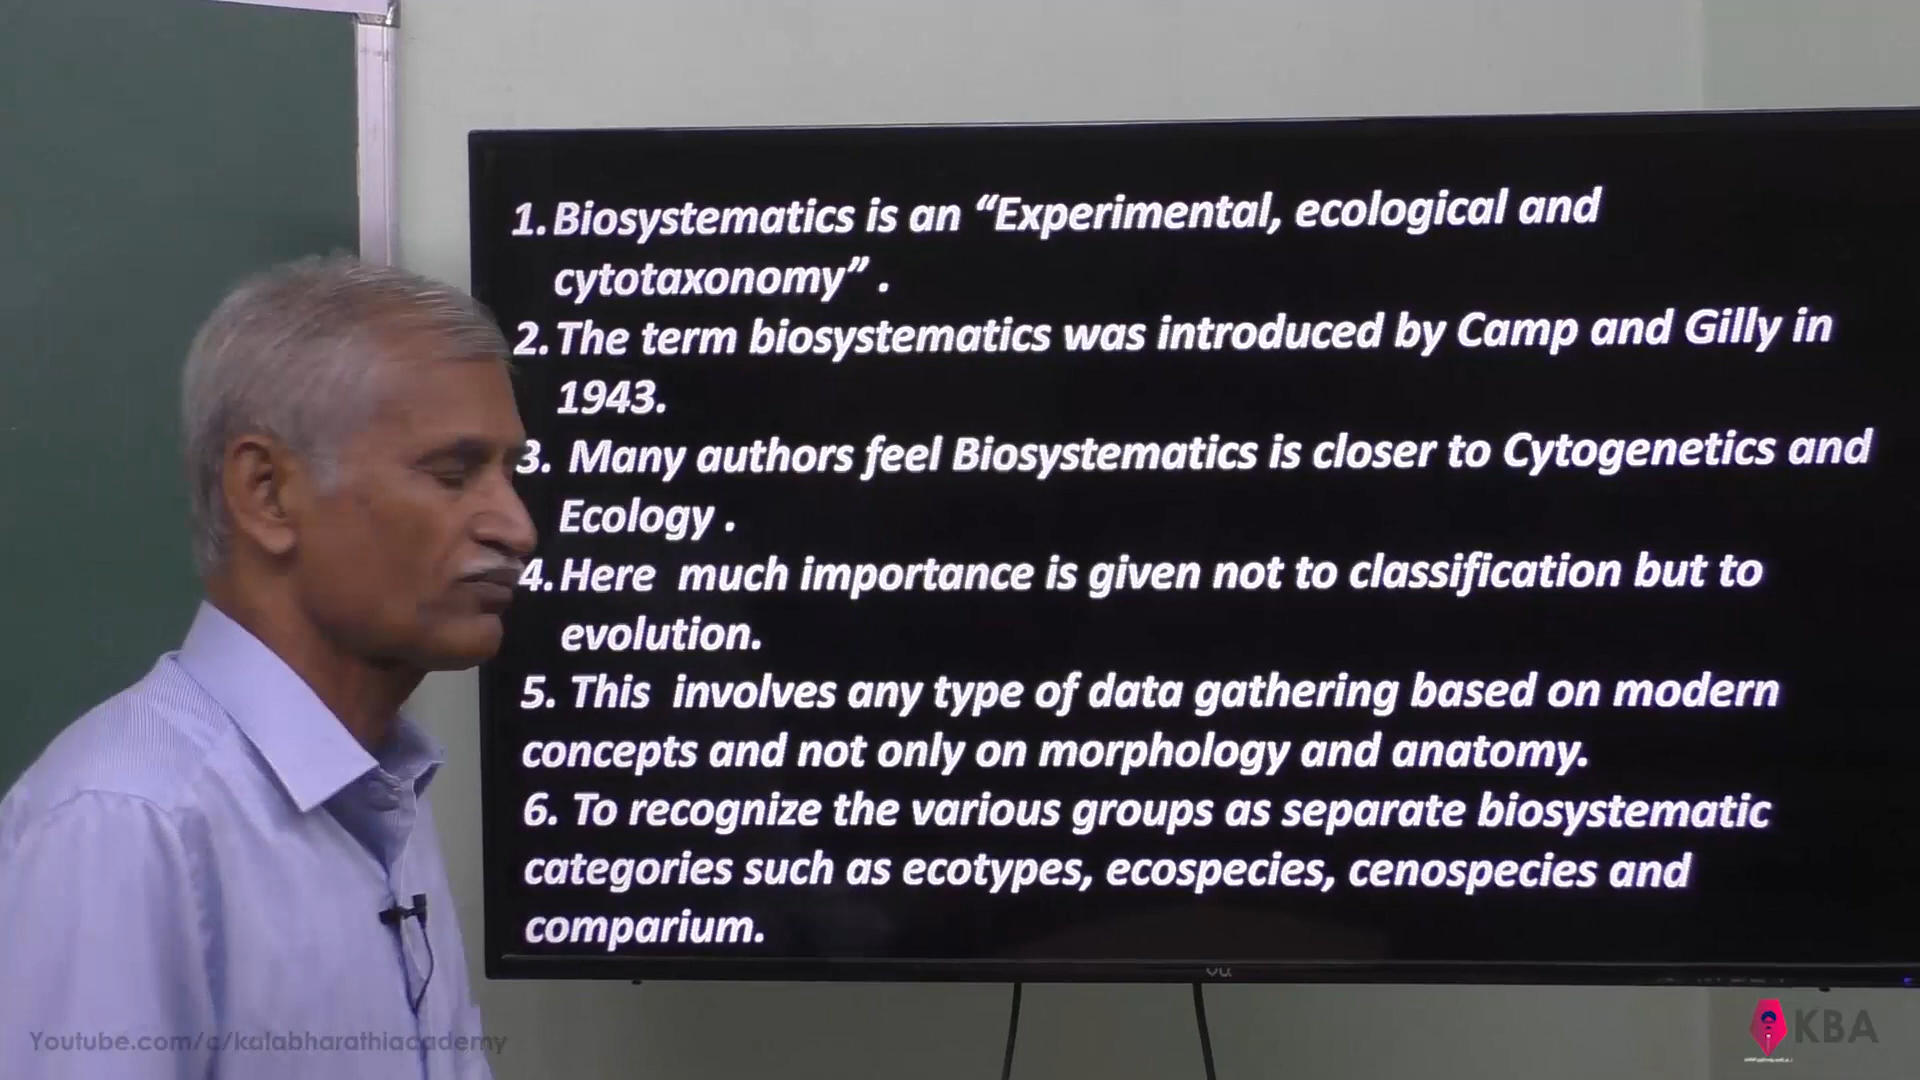 1. Biosystematics is an “Experimental, ecological and
cytotaxonomy” .
2. The term biosystematics was introduced by Camp and Gilly in
1943.
3. Many authors feel Biosystematics is closer to Cytogenetics and
Ecology .
4. Here much importance is given not to classification but to
evolution.
5. This involves any type of data gathering based on modern
concepts and not only on morphology and anatomy.
6. To recognize the various groups as separate biosystematic
categories such as ecotypes, ecospecies, cenospecies and
comparium.
Vu
Youtube.com/c/kalabharathiacademy
KBA